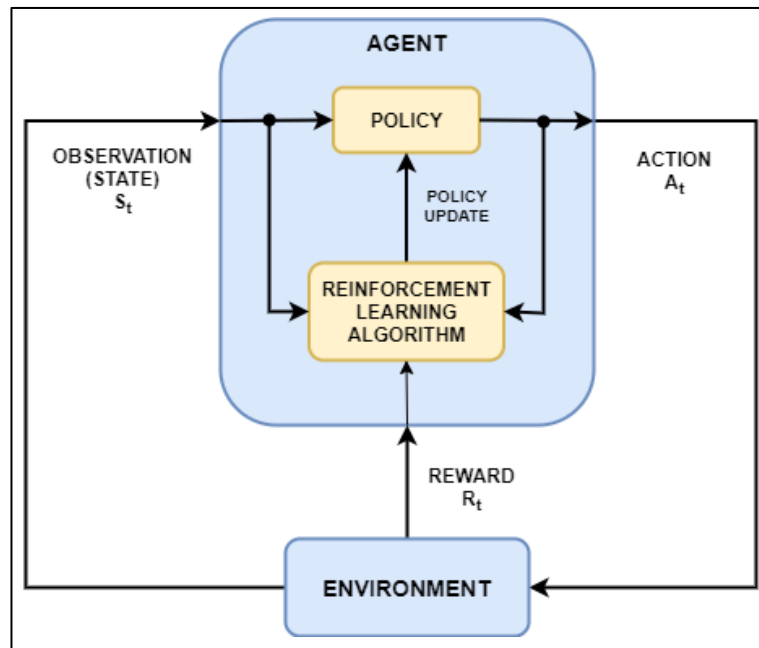 AGENT
POLICY
OBSERVATION
(STATE)
Sₜ
ACTION
Aₜ
POLICY
UPDATE
REINFORCEMENT
LEARNING
ALGORITHM
REWARD
Rₜ
ENVIRONMENT